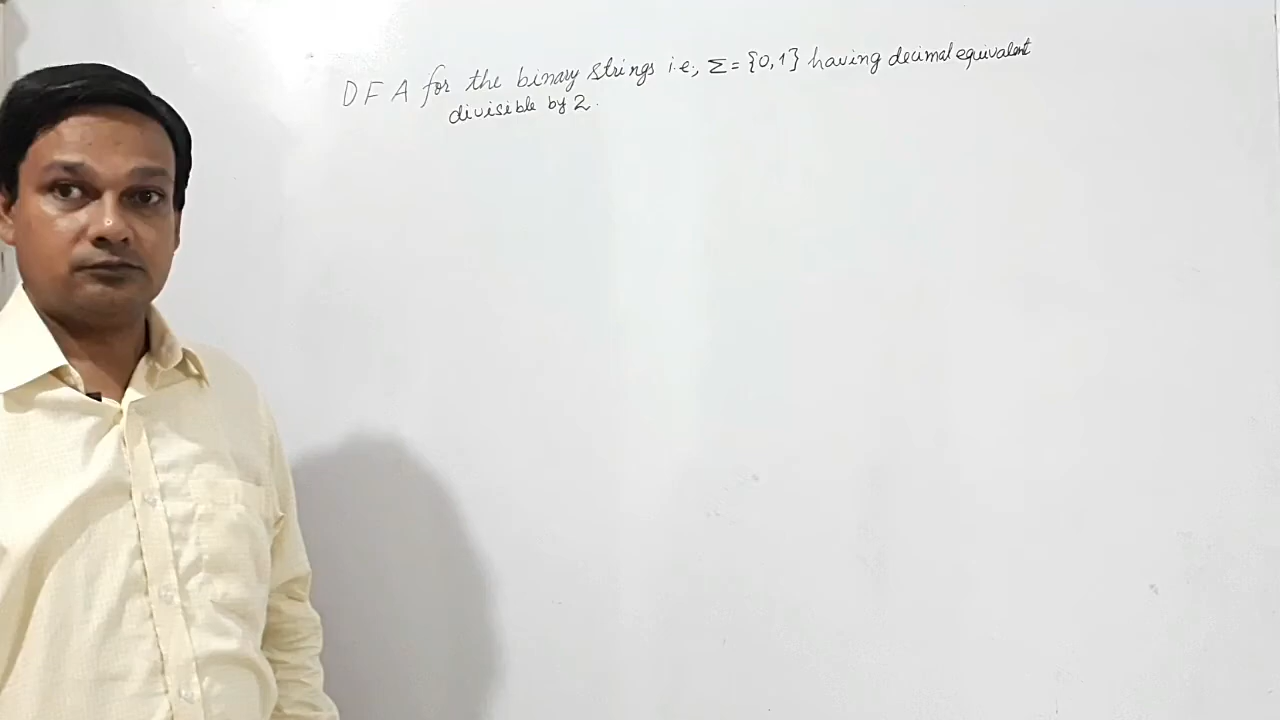 DFA for the binary strings i.e., Σ = {0,1} having decimal equivalent
divisible by 2.